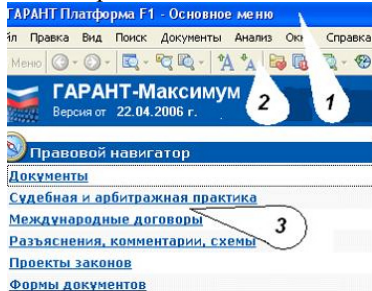 ГАРАНТ Платформа F1 - Основное меню
йл Правка Вид Поиск Документы Анализ Окн Справка
Меню
ГАРАНТ-Максимум
Версия от 22.04.2006 г.
2
1
Правовой навигатор
Документы
Судебная и арбитражная практика
Международные договоры
3
Разъяснения, комментарии, схемы
Проекты законов
Формы документов